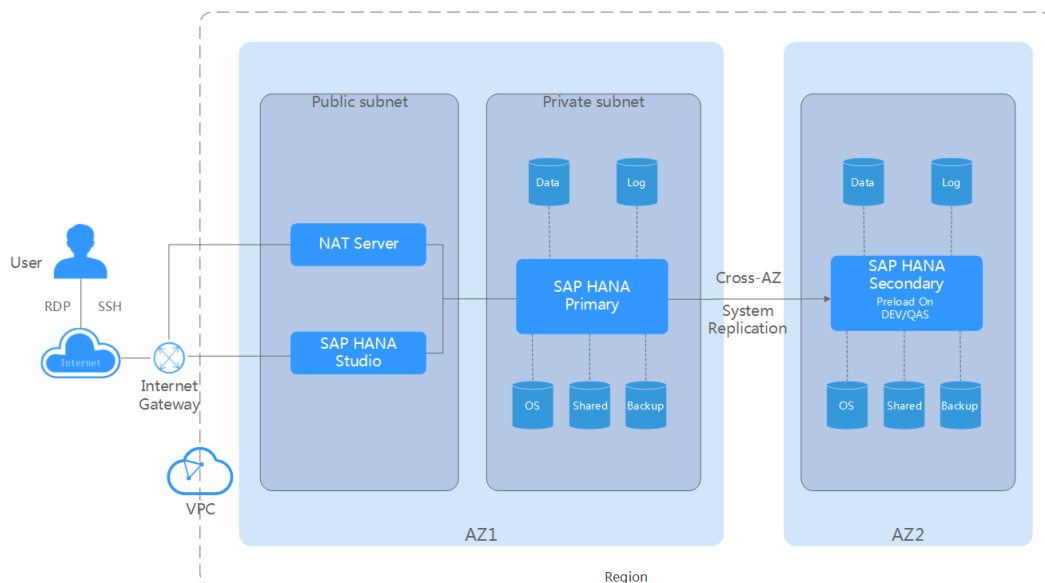 Public subnet
Private subnet
Data
Log
Data
Log
NAT Server
User
RDP
SSH
SAP HANA
Primary
Cross-AZ
System
Replication
SAP HANA
Secondary
Preload On
DEV/QAS
Internet
SAP HANA
Studio
Internet
Gateway
OS
Shared
Backup
OS
Shared
Backup
VPC
AZ1
AZ2
Region